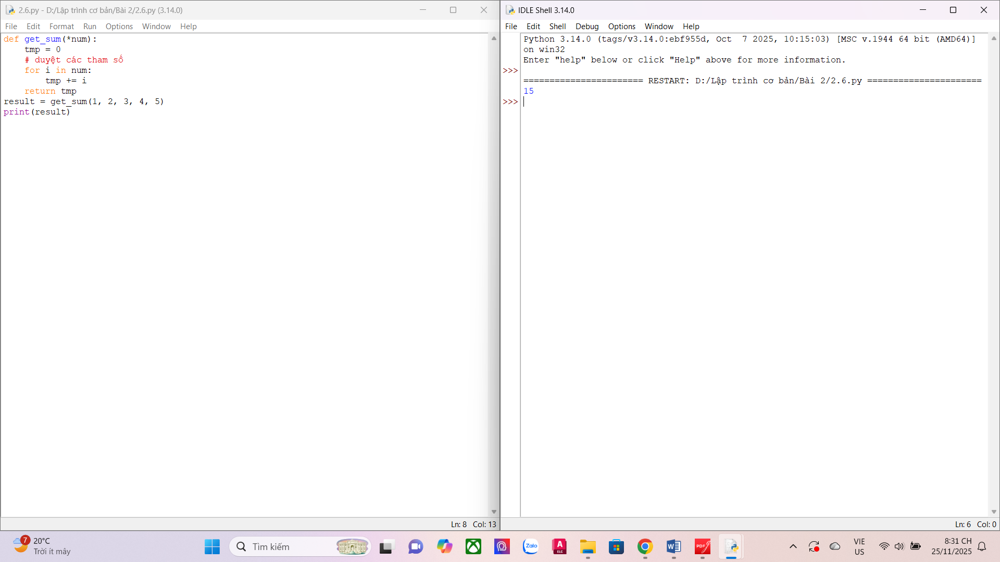 2.6.py - D:/Lập trình cơ bản/Bài 2/2.6.py (3.14.0)
File Edit Format Run Options Window Help
def get_sum(*num):
    tmp = 0
    # duyệt các tham số
    for i in num:
        tmp += i
    return tmp
result = get_sum(1, 2, 3, 4, 5)
print(result)
Ln: 8 Col: 13
IDLE Shell 3.14.0
File Edit Shell Debug Options Window Help
Python 3.14.0 (tags/v3.14.0:ebf955d, Oct  7 2025, 10:15:03) [MSC v.1944 64 bit (AMD64)]
on win32
Enter "help" below or click "Help" above for more information.
>>>
======================= RESTART: D:/Lập trình cơ bản/Bài 2/2.6.py ======================
15
>>>
Ln: 6 Col: 0
7
20°C
Trời ít mây
Tìm kiếm
Zalo
A
ELC
W
PDF
VIE
US
8:31 CH
25/11/2025